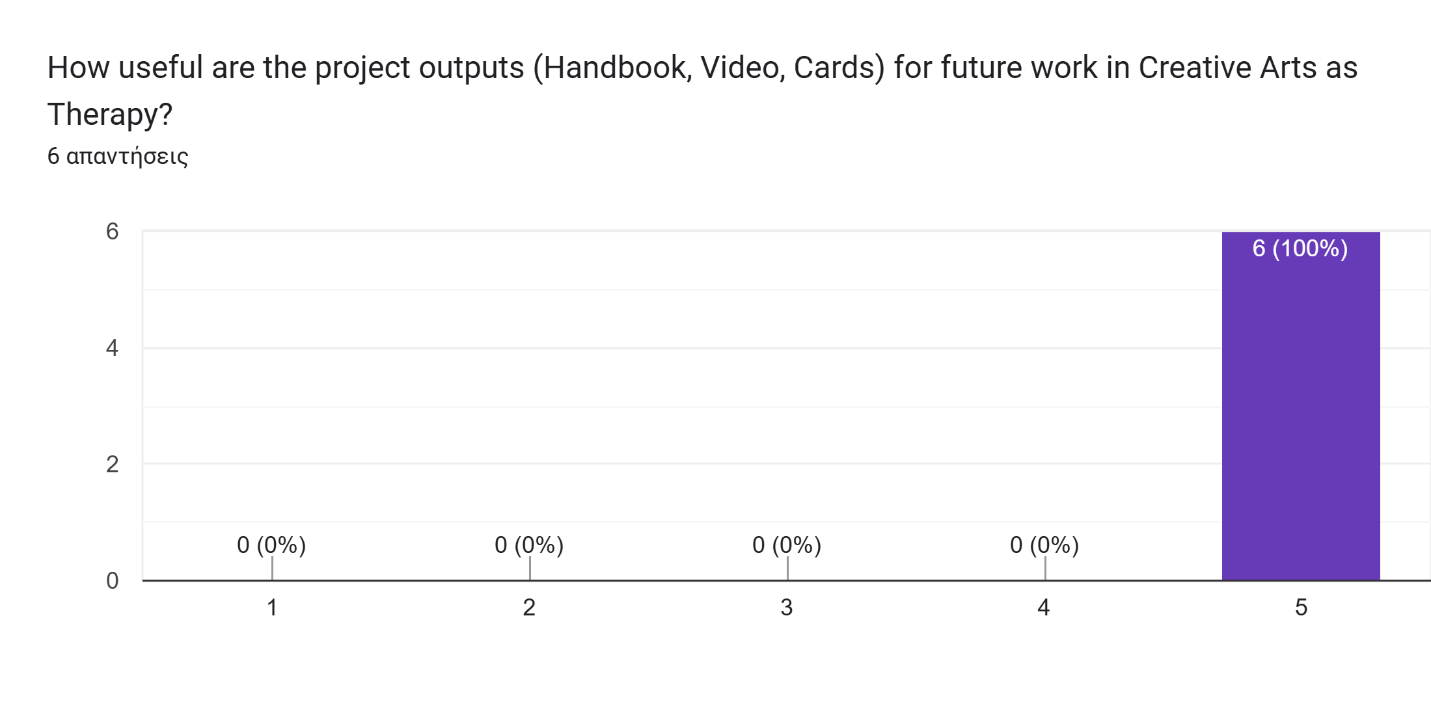 How useful are the project outputs (Handbook, Video, Cards) for future work in Creative Arts as
Therapy?
6 απαντήσεις
6
6 (100%)
4
2
0 (0%) 0 (0%) 0 (0%) 0 (0%)
0
1 2 3 4 5